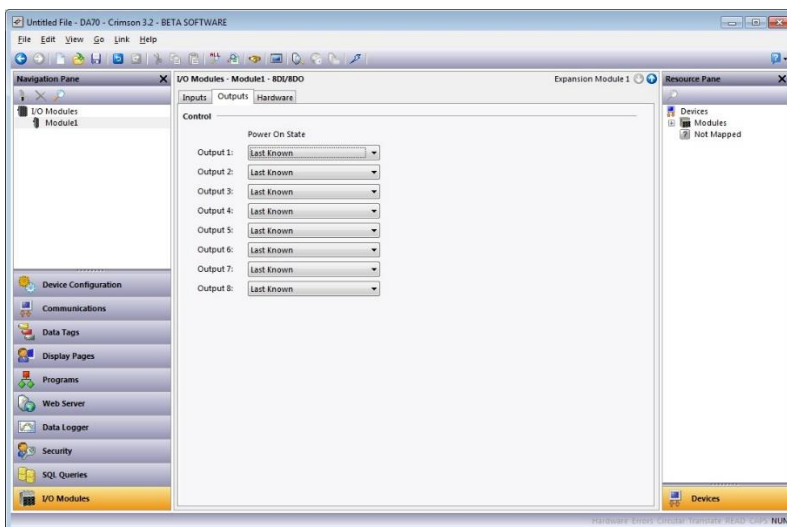 Untitled File - DA70 - Crimson 3.2 - BETA SOFTWARE
File Edit View Go Link Help
Navigation Pane
I/O Modules
Module1
Device Configuration
Communications
Data Tags
Display Pages
Programs
Web Server
Data Logger
Security
SQL Queries
I/O Modules
I/O Modules - Module1 - 8DI/8DO
Expansion Module 1
Inputs Outputs Hardware
Control
Power On State
Output 1: Last Known
Output 2: Last Known
Output 3: Last Known
Output 4: Last Known
Output 5: Last Known
Output 6: Last Known
Output 7: Last Known
Output 8: Last Known
Resource Pane
Devices
Modules
Not Mapped
Devices
Hardware Errors Circular Translate READ CAPS NUM